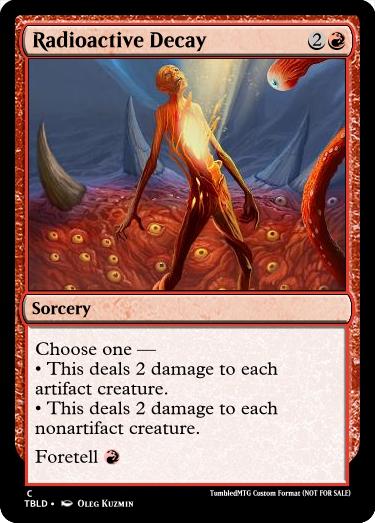 Radioactive Decay 2
Sorcery
Choose one —
• This deals 2 damage to each
artifact creature.
• This deals 2 damage to each
nonartifact creature.
Foretell
C
TBLD • Oleg Kuzmin
TumbledMTG Custom Format (NOT FOR SALE)